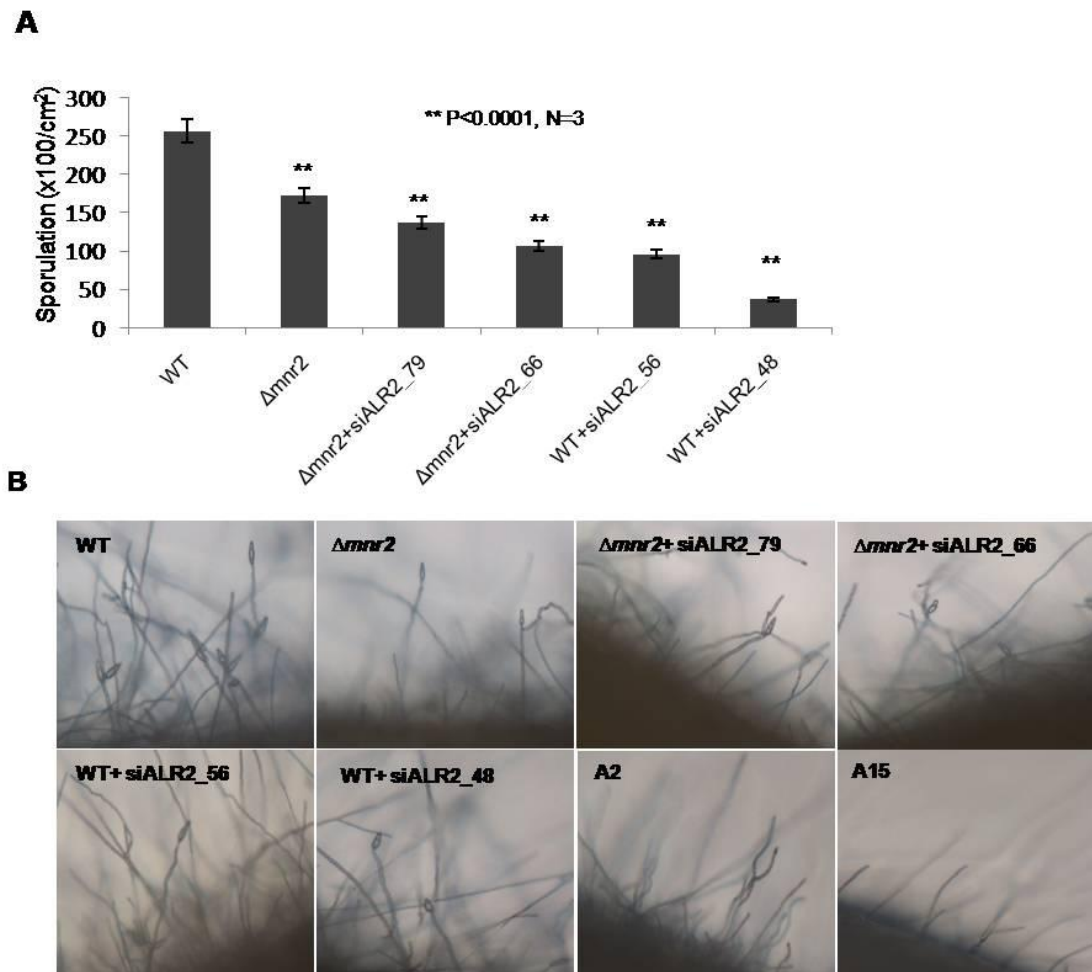 A
300
250
200
150
100
50
0
Sporulation (x100/cm²)
** P<0.0001, N=3
**
**
**
**
**
WT
Δmnr2
Δmnr2+siALR2_79
Δmnr2+siALR2_66
WT+siALR2_56
WT+siALR2_48
B
WT
Δmnr2
Δmnr2+ siALR2_79
Δmnr2+ siALR2_66
WT+ siALR2_56
WT+ siALR2_48
A2
A15